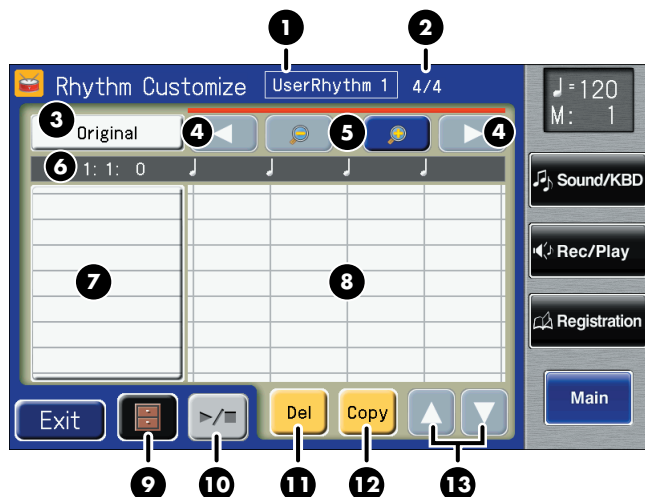 1 2
Rhythm Customize UserRhythm 1 4/4
♩=120
M: 1
3 Original 4 5 4
6 1: 1: 0
Sound/KBD
Rec/Play
7 8
Registration
Main
Exit >/■ Del Copy
9 10 11 12 13